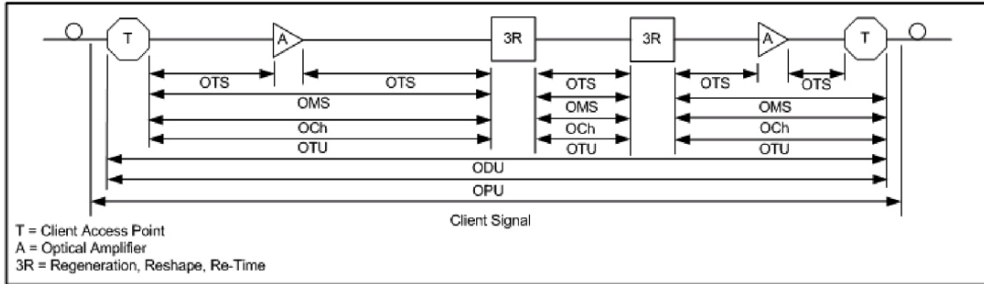 T A 3R 3R A T
OTS OTS OTS OTS OTS
OMS OMS OMS
OCh OCh OCh
OTU OTU OTU
ODU
OPU
Client Signal
T = Client Access Point
A = Optical Amplifier
3R = Regeneration, Reshape, Re-Time